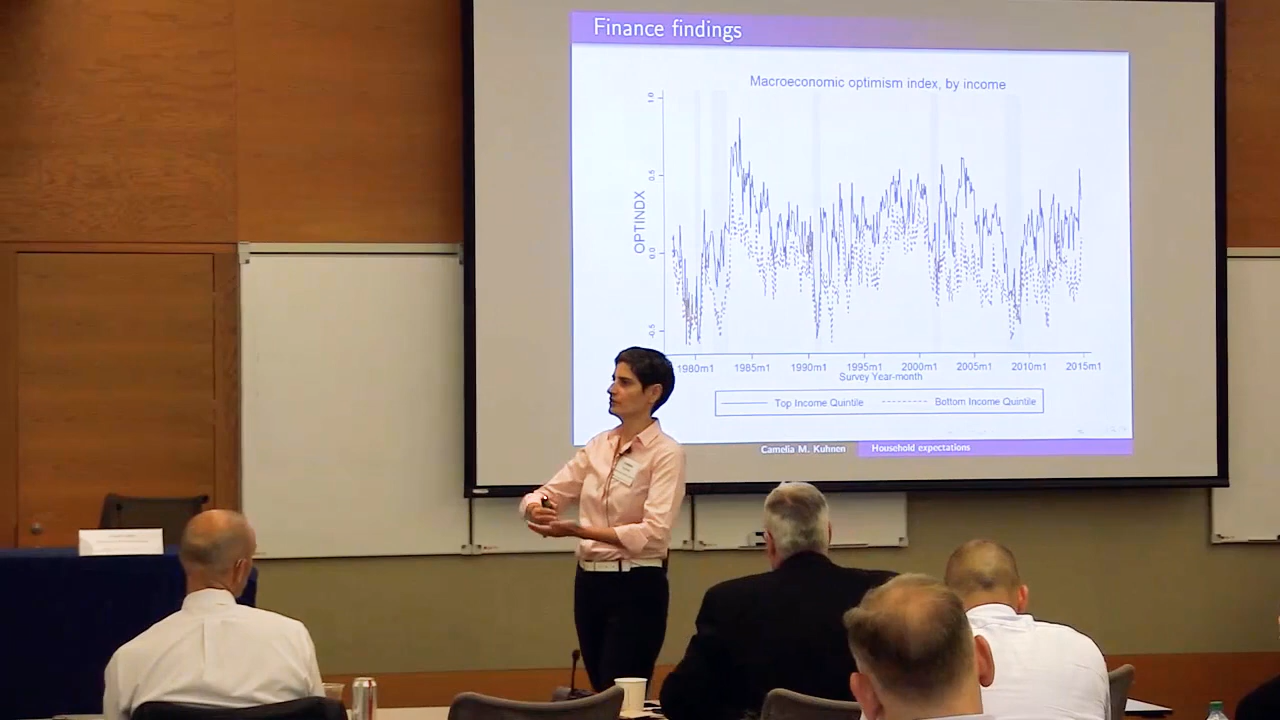 Finance findings
Macroeconomic optimism index, by income
1.0
0.5
0.0
-0.5
OPTINDX
1980m1 1985m1 1990m1 1995m1 2000m1 2005m1 2010m1 2015m1
Survey Year-month
Top Income Quintile Bottom Income Quintile
Camelia M. Kuhnen Household expectations